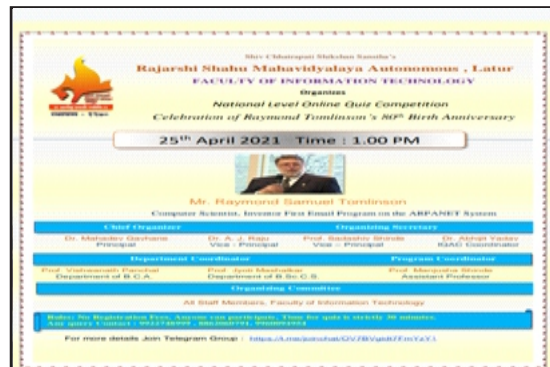 Shiv Chhatrapati Shikshan Sanstha's
Rajarshi Shahu Mahavidyalaya Autonomous , Latur
FACULTY OF INFORMATION TECHNOLOGY
Organizes
National Level Online Quiz Competition
Celebration of Raymond Tomlinson's 80th Birth Anniversary
25th April 2021 Time : 1.00 PM
Mr. Raymond Samuel Tomlinson
Computer Scientist, Inventor First Email Program on the ARPANET System
Chief Organizer Organizing Secretary
Dr. Mahadev Gavhane Dr. A. J. Raju Prof. Sadashiv Shinde Dr. Abhijit Yadav
Principal Vice - Principal Vice - Principal IQAC Coordinator
Department Coordinator Program Coordinator
Prof. Vishwanath Panchal Prof. Jyoti Mashalkar Prof. Manjusha Shinde
Department of B.C.A. Department of B.Sc.C.S. Assistant Professor
Organizing Committee
All Staff Members, Faculty of Information Technology
Rules: No Registration Fees, Anyone can participate, Time for quiz is strictly 30 minutes.
Any query Contact :
For more details Join Telegram Group :